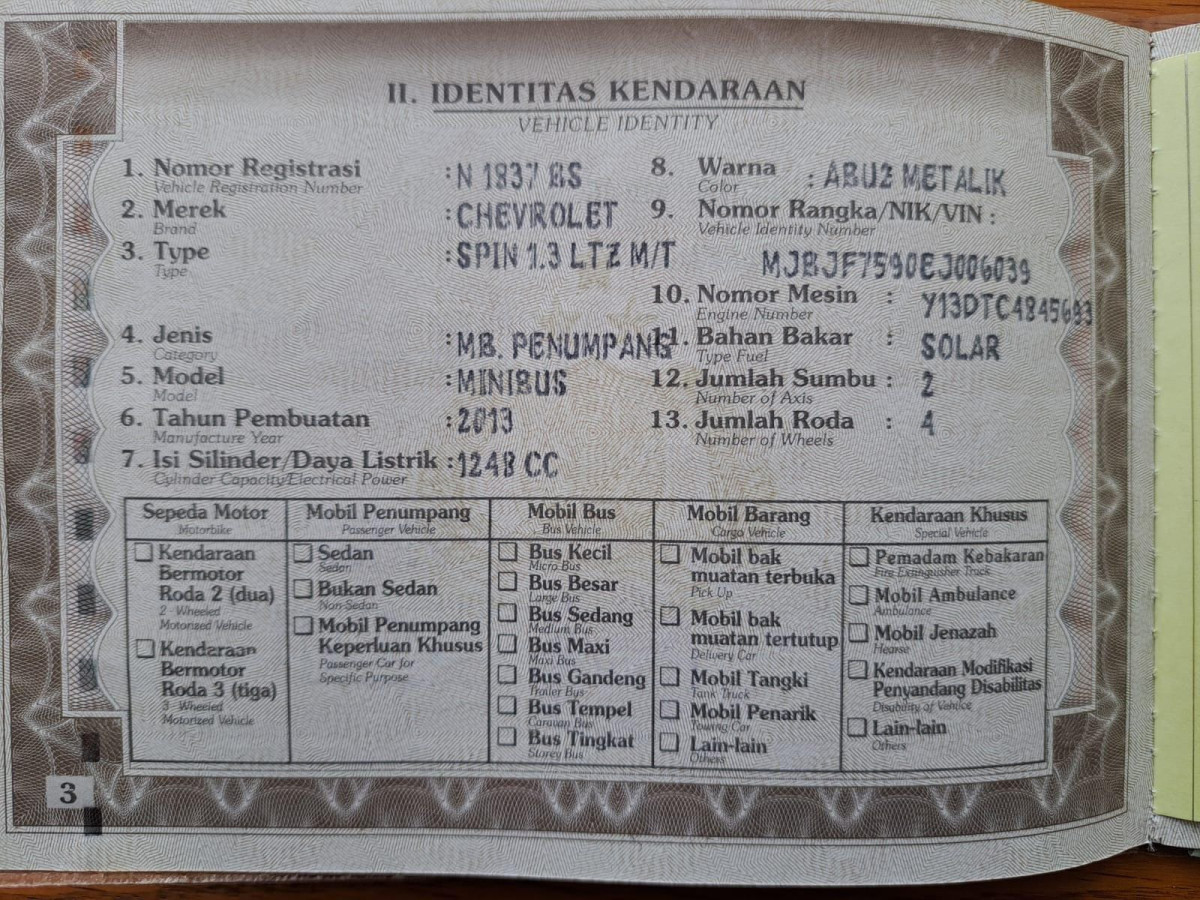 II. IDENTITAS KENDARAAN
VEHICLE IDENTITY
1. Nomor Registrasi : N 1837 BS
Vehicle Registration Number
2. Merek : CHEVROLET
Brand
3. Type : SPIN 1.3 LTZ M/T
Type
4. Jenis : MB. PENUMPANG
Category
5. Model : MINIBUS
Model
6. Tahun Pembuatan : 2013
Manufacture Year
7. Isi Silinder/Daya Listrik : 1248 CC
Cylinder Capacity/Electrical Power
8. Warna : ABU2 METALIK
Color
9. Nomor Rangka/NIK/VIN :
Vehicle Identity Number
MJBJF7590EJ006039
10. Nomor Mesin : Y13DTC4845693
Engine Number
11. Bahan Bakar : SOLAR
Type Fuel
12. Jumlah Sumbu : 2
Number of Axis
13. Jumlah Roda : 4
Number of Wheels
Sepeda Motor
Motorbike
Kendaraan
Bermotor
Roda 2 (dua)
2 - Wheeled
Motorized Vehicle
Kendaraan
Bermotor
Roda 3 (tiga)
3 - Wheeled
Motorized Vehicle
Mobil Penumpang
Passenger Vehicle
Sedan
Sedan
Bukan Sedan
Non Sedan
Mobil Penumpang
Keperluan Khusus
Passenger Car for
Specific Purpose
Mobil Bus
Bus Vehicle
Bus Kecil
Micro Bus
Bus Besar
Large Bus
Bus Sedang
Medium Bus
Bus Maxi
Maxi Bus
Bus Gandeng
Trailer Bus
Bus Tempel
Caravan Bus
Bus Tingkat
Storey Bus
Mobil Barang
Cargo Vehicle
Mobil bak
muatan terbuka
Pick Up
Mobil bak
muatan tertutup
Delivery Car
Mobil Tangki
Tank Truck
Mobil Penarik
Towing Car
Lain-lain
Others
Kendaraan Khusus
Special Vehicle
Pemadam Kebakaran
Fire Extinguisher Truck
Mobil Ambulance
Ambulance
Mobil Jenazah
Hearse
Kendaraan Modifikasi
Penyandang Disabilitas
Disability of Vehice
Lain-lain
Others
3